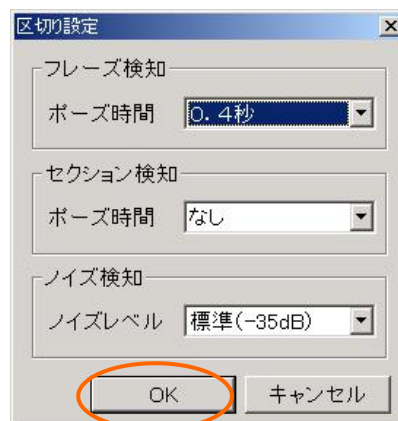 区切り設定
フレーズ検知
ポーズ時間 0．4秒
セクション検知
ポーズ時間 なし
ノイズ検知
ノイズレベル 標準(-35dB)
OK キャンセル